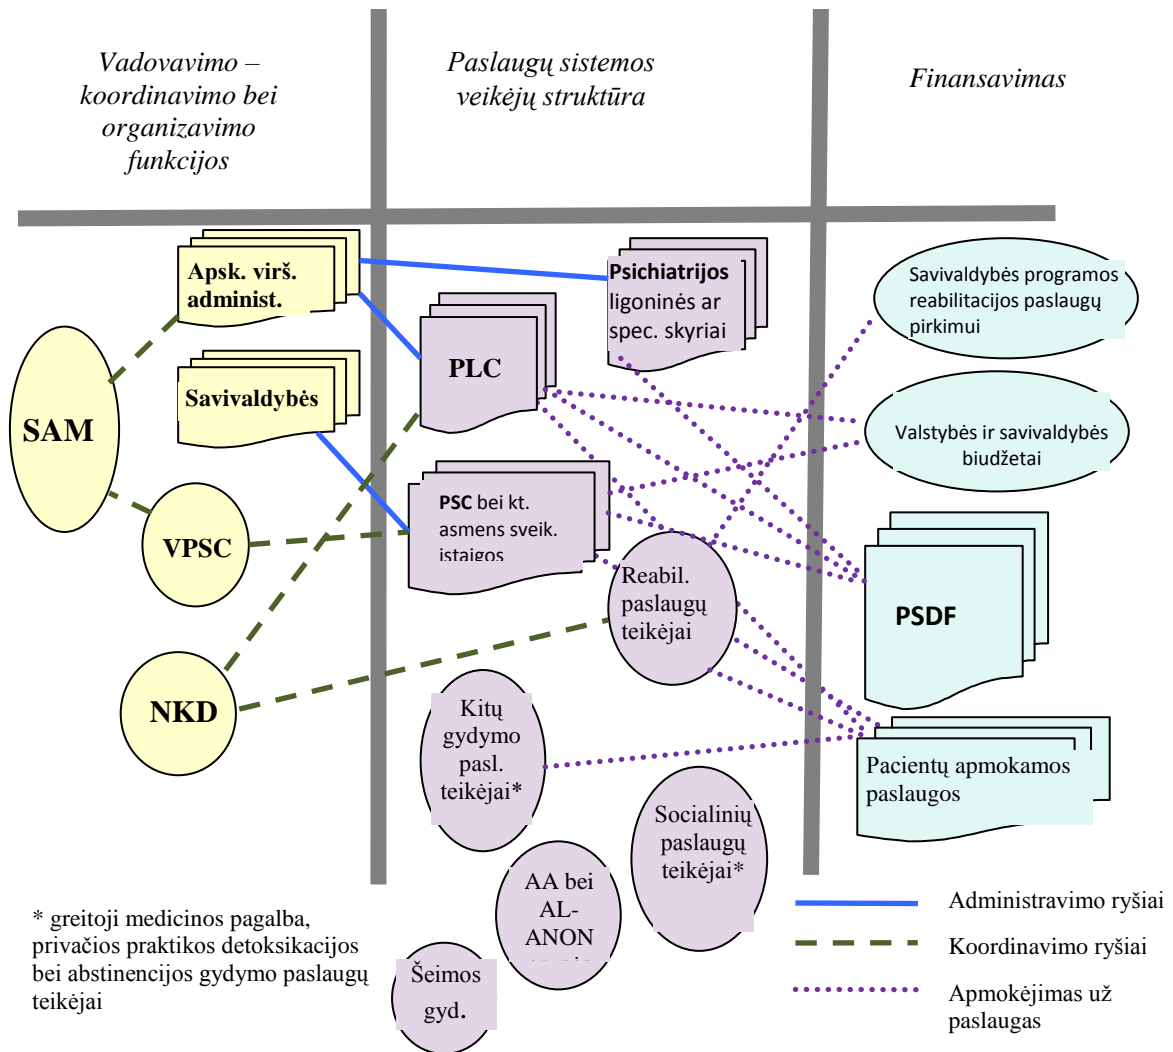 Vadovavimo –
koordinavimo bei
organizavimo
funkcijos
Paslaugų sistemos
veikėjų struktūra
Finansavimas
Apsk. virš.
administ.
Savivaldybės
SAM
VPSC
NKD
Psichiatrijos
ligoninės ar
spec. skyriai
PLC
PSC bei kt.
asmens sveik.
įstaigos
Reabil.
paslaugų
teikėjai
Kitų
gydymo
pasl.
teikėjai*
Socialinių
paslaugų
teikėjai*
AA bei
AL-
ANON
Šeimos
gyd.
Savivaldybės programos
reabilitacijos paslaugų
pirkimui
Valstybės ir savivaldybės
biudžetai
PSDF
Pacientų apmokamos
paslaugos
* greitoji medicinos pagalba,
privačios praktikos detoksikacijos
bei abstinencijos gydymo paslaugų
teikėjai
Administravimo ryšiai
Koordinavimo ryšiai
Apmokėjimas už
paslaugas